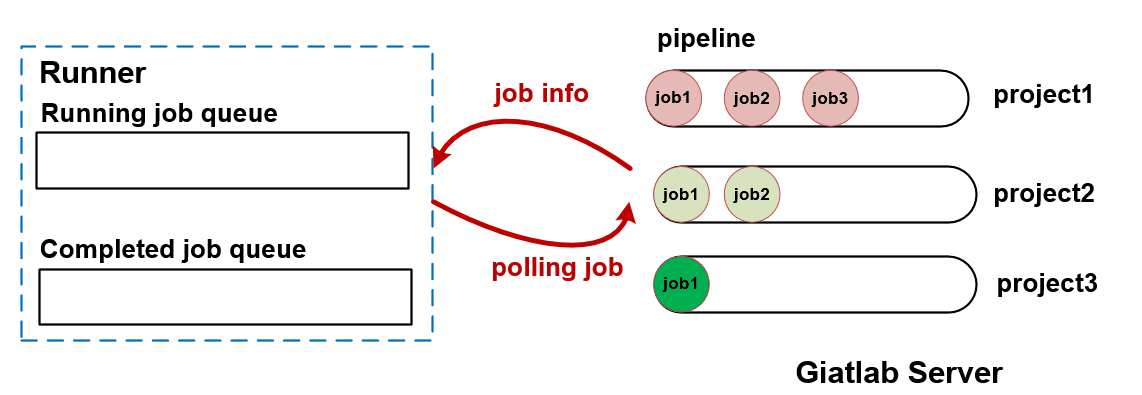 Runner
Running job queue
Completed job queue
job info
polling job
pipeline
job1 job2 job3 project1
job1 job2 project2
job1 project3
Giatlab Server